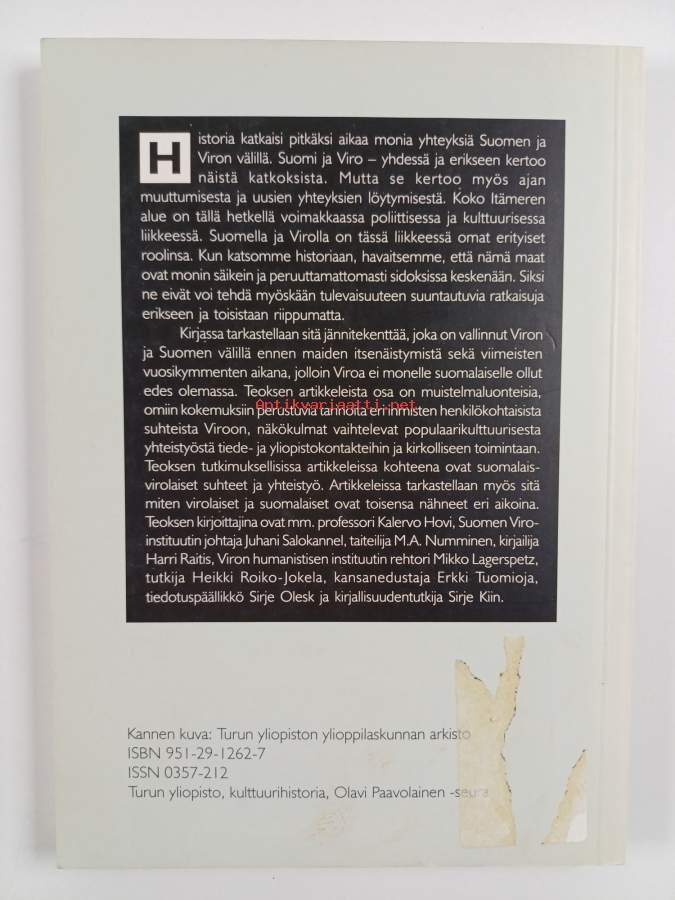 Historia katkaisi pitkäksi aikaa monia yhteyksiä Suomen ja
Viron välillä. Suomi ja Viro – yhdessä ja erikseen kertoo
näistä katkoksista. Mutta se kertoo myös ajan
muuttumisesta ja uusien yhteyksien löytymisestä. Koko Itämeren
alue on tällä hetkellä voimakkaassa poliittisessa ja kulttuurisessa
liikkeessä. Suomella ja Virolla on tässä liikkeessä omat erityiset
roolinsa. Kun katsomme historiaan, havaitsemme, että nämä maat
ovat monin säikein ja peruuttamattomasti sidoksissa keskenään. Siksi
ne eivät voi tehdä myöskään tulevaisuuteen suuntautuvia ratkaisuja
erikseen ja toisistaan riippumatta.
Kirjassa tarkastellaan sitä jännitekenttää, joka on vallinnut Viron
ja Suomen välillä ennen maiden itsenäistymistä sekä viimeisten
vuosikymmenten aikana, jolloin Viroa ei monelle suomalaiselle ollut
edes olemassa. Teoksen artikkeleista osa on muistelmaluonteisia,
Antikvariaatti.net
omiin kokemuksiin perustuvia tarinoita eri ihmisten henkilökohtaisista
suhteista Viroon, näkökulmat vaihtelevat populaarikulttuurisesta
yhteistyöstä tiede- ja yliopistokontakteihin ja kirkolliseen toimintaan.
Teoksen tutkimuksellisissa artikkeleissa kohteena ovat suomalais-
virolaiset suhteet ja yhteistyö. Artikkeleissa tarkastellaan myös sitä
miten virolaiset ja suomalaiset ovat toisensa nähneet eri aikoina.
Teoksen kirjoittajina ovat mm. professori Kalervo Hovi, Suomen Viro-
instituutin johtaja Juhani Salokannel, taiteilija M.A. Numminen, kirjailija
Harri Raitis, Viron humanistisen instituutin rehtori Mikko Lagerspetz,
tutkija Heikki Roiko-Jokela, kansanedustaja Erkki Tuomioja,
tiedotuspäällikkö Sirje Olesk ja kirjallisuudentutkija Sirje Kiin.
Kannen kuva: Turun yliopiston ylioppilaskunnan arkisto
ISBN 951-29-1262-7
ISSN 0357-212
Turun yliopisto, kulttuurihistoria, Olavi Paavolainen -seura